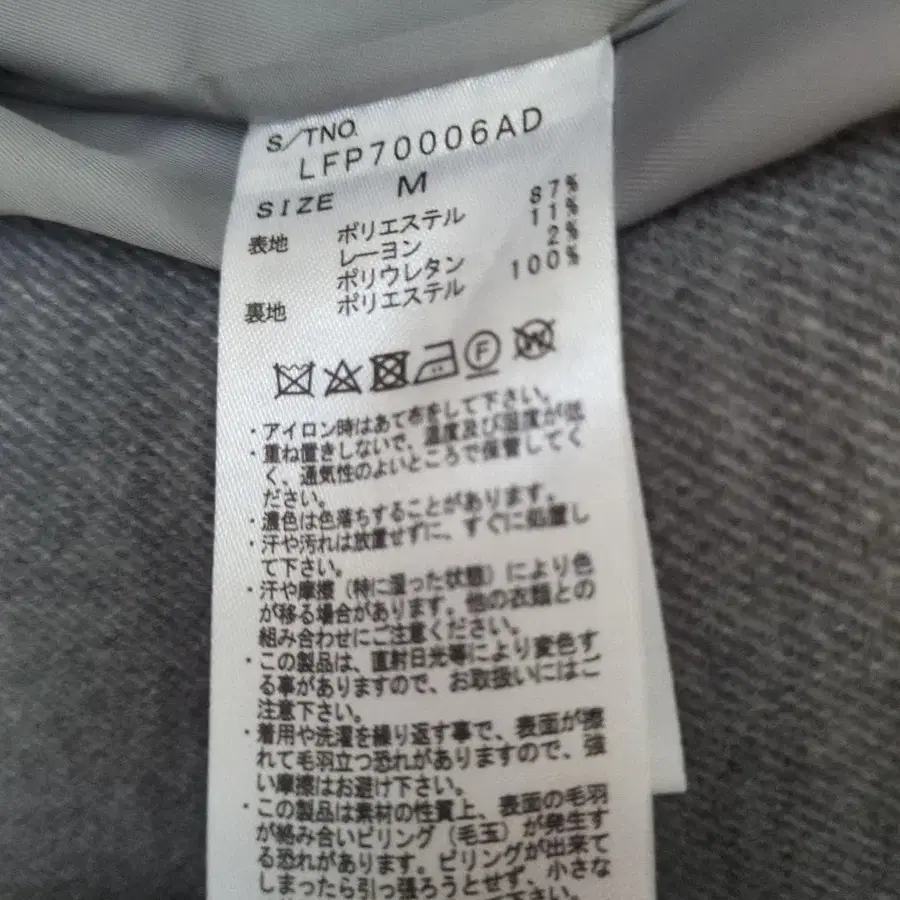 S/TNO.
LFP70006AD
SIZE M
表地 ポリエステル 87%
レーヨン 11%
ポリウレタン 2%
裏地 ポリエステル 100%
F W
・アイロン時はあて布をして下さい。
・重ね置きしないで、温度及び湿度が低
く、通気性のよいところで保管してく
ださい。
・濃色は色落ちすることがあります。
・汗や汚れは放置せずに、すぐに処置し
て下さい。
・汗や摩擦（特に湿った状態）により色
が移る場合があります。他の衣類との
組み合わせにご注意ください。
・この製品は、直射日光等により変色す
る事がありますので、お取扱いにはご
注意下さい。
・着用や洗濯を繰り返す事で、表面が擦
れて毛羽立つ恐れがありますので、強
い摩擦はお避け下さい。
・この製品は素材の性質上、表面の毛羽
が絡み合いピリング（毛玉）が発生す
る恐れがあります。ピリングが出来て
しまったら引っ張ろうとせず、小さな